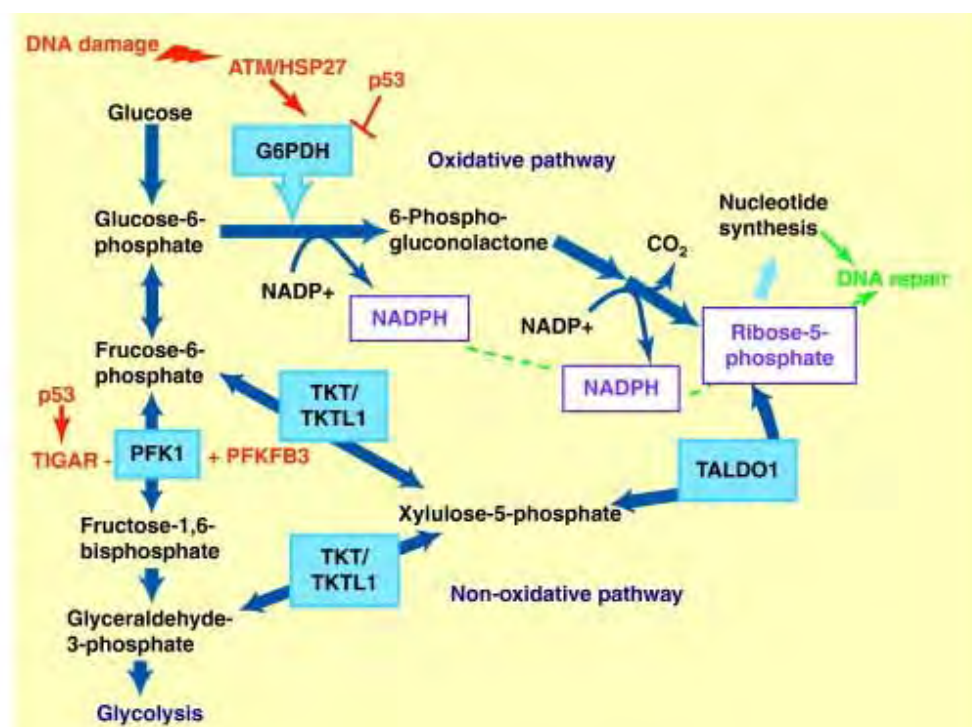 DNA damage
ATM/HSP27
p53
Glucose
G6PDH
Oxidative pathway
Glucose-6-
phosphate
6-Phospho-
gluconolactone
Nucleotide
synthesis
CO2
DNA repair
NADP+
NADPH
NADP+
NADPH
Ribose-5-
phosphate
Frucose-6-
phosphate
TKT/
TKTL1
p53
TIGAR -
PFK1
+ PFKFB3
TALDO1
Xylulose-5-phosphate
Fructose-1,6-
bisphosphate
TKT/
TKTL1
Non-oxidative pathway
Glyceraldehyde-
3-phosphate
Glycolysis